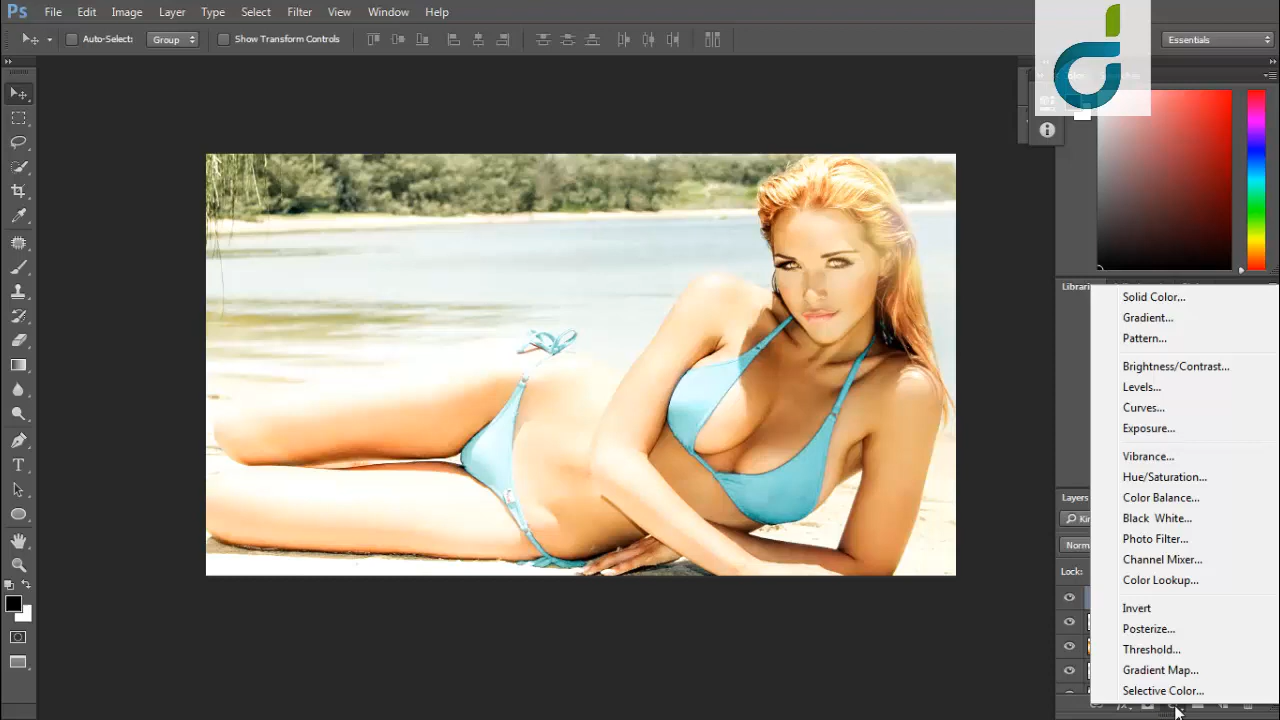 Ps File Edit Image Layer Type Select Filter View Window Help
Auto-Select: Group Show Transform Controls Essentials
Solid Color...
Gradient...
Pattern...
Brightness/Contrast...
Levels...
Curves...
Exposure...
Vibrance...
Hue/Saturation...
Layers
Color Balance...
Black White...
Photo Filter...
Channel Mixer...
Lock:
Color Lookup...
Invert
Posterize...
Threshold...
Gradient Map...
Selective Color...